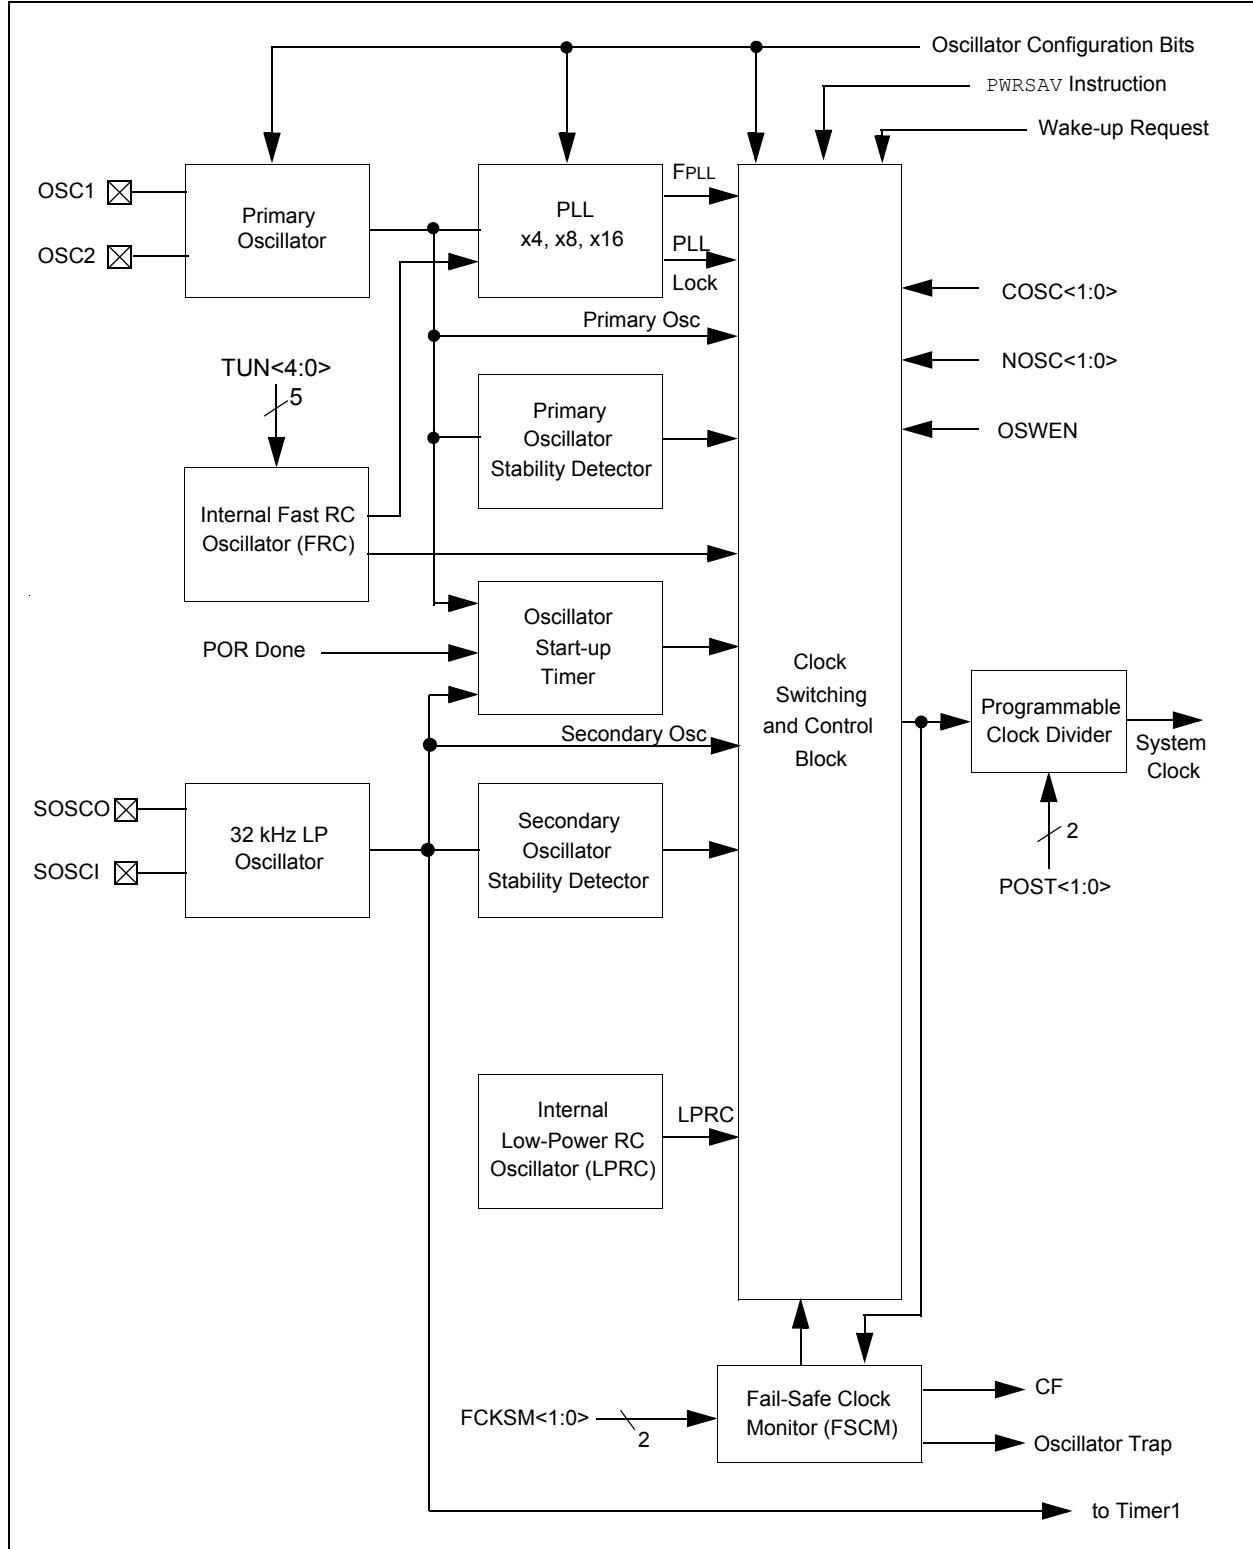 Oscillator Configuration Bits
PWRSAV Instruction
Wake-up Request
OSC1
OSC2
Primary
Oscillator
PLL
x4, x8, x16
FPLL
PLL
Lock
COSC<1:0>
NOSC<1:0>
OSWEN
Primary Osc
TUN<4:0>
5
Primary
Oscillator
Stability Detector
Internal Fast RC
Oscillator (FRC)
POR Done
Oscillator
Start-up
Timer
Clock
Switching
and Control
Block
Programmable
Clock Divider
System
Clock
2
POST<1:0>
Secondary Osc
SOSCO
SOSCI
32 kHz LP
Oscillator
Secondary
Oscillator
Stability Detector
Internal
Low-Power RC
Oscillator (LPRC)
LPRC
FCKSM<1:0>
2
Fail-Safe Clock
Monitor (FSCM)
CF
Oscillator Trap
to Timer1